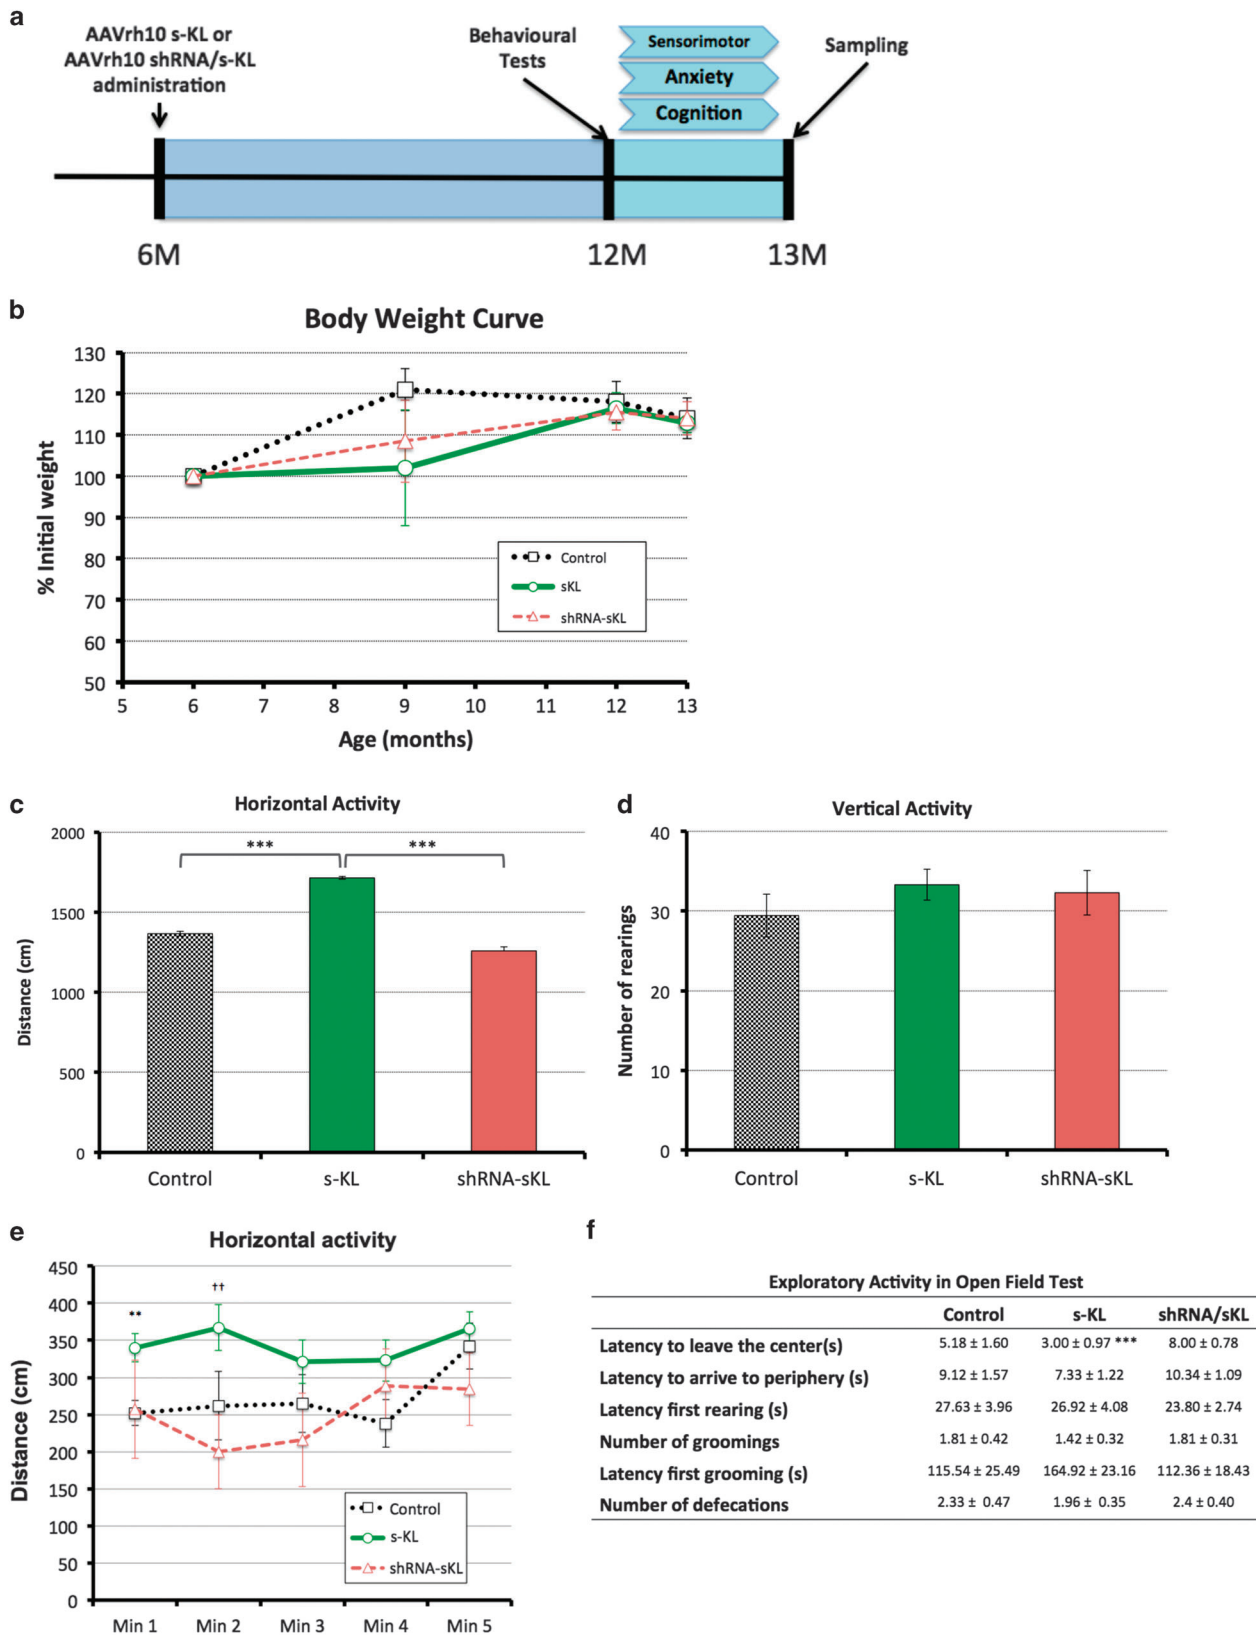 a
AAVrh10 s-KL or
AAVrh10 shRNA/s-KL
administration
Behavioural
Tests
Sensorimotor
Anxiety
Cognition
Sampling
6M
12M
13M
b
Body Weight Curve
% Initial weight
130
120
110
100
90
80
70
60
50
Control
sKL
shRNA-sKL
5 6 7 8 9 10 11 12 13
Age (months)
c
Horizontal Activity
Distance (cm)
2000
1500
1000
500
0
*** ***
Control s-KL shRNA-sKL
d
Vertical Activity
Number of rearings
40
30
20
10
0
Control s-KL shRNA-sKL
e
Horizontal activity
Distance (cm)
450
400
350
300
250
200
150
100
50
0
**
††
Control
s-KL
shRNA-sKL
Min 1 Min 2 Min 3 Min 4 Min 5
f
Exploratory Activity in Open Field Test
Control s-KL shRNA/sKL
Latency to leave the center(s) 5.18 ± 1.60 3.00 ± 0.97 *** 8.00 ± 0.78
Latency to arrive to periphery (s) 9.12 ± 1.57 7.33 ± 1.22 10.34 ± 1.09
Latency first rearing (s) 27.63 ± 3.96 26.92 ± 4.08 23.80 ± 2.74
Number of groomings 1.81 ± 0.42 1.42 ± 0.32 1.81 ± 0.31
Latency first grooming (s) 115.54 ± 25.49 164.92 ± 23.16 112.36 ± 18.43
Number of defecations 2.33 ± 0.47 1.96 ± 0.35 2.4 ± 0.40